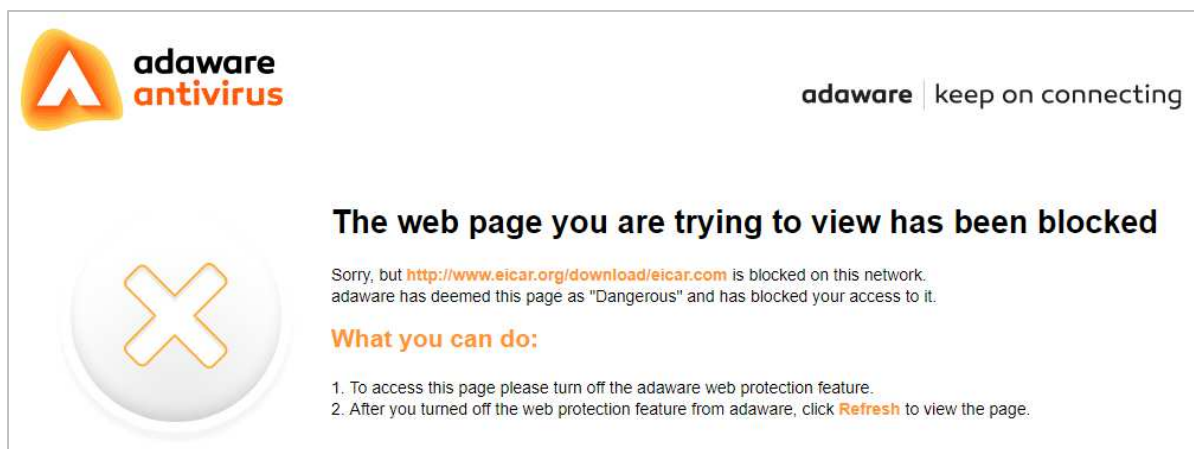 adaware
antivirus
adaware | keep on connecting
The web page you are trying to view has been blocked
Sorry, but http://www.eicar.org/download/eicar.com is blocked on this network.
adaware has deemed this page as "Dangerous" and has blocked your access to it.
What you can do:
1. To access this page please turn off the adaware web protection feature.
2. After you turned off the web protection feature from adaware, click Refresh to view the page.